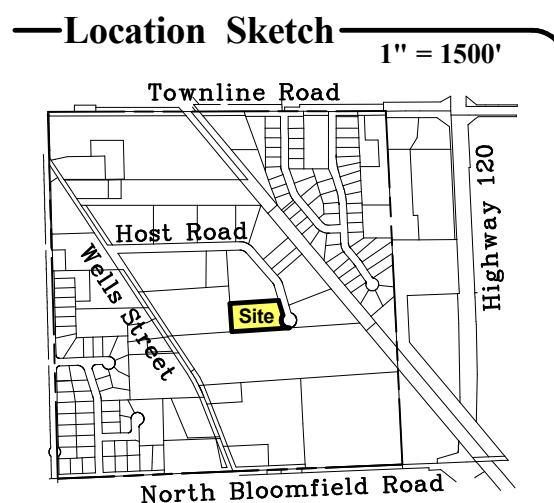 Location Sketch
1" = 1500'
Townline Road
Highway 120
Host Road
Wells Street
Site
North Bloomfield Road